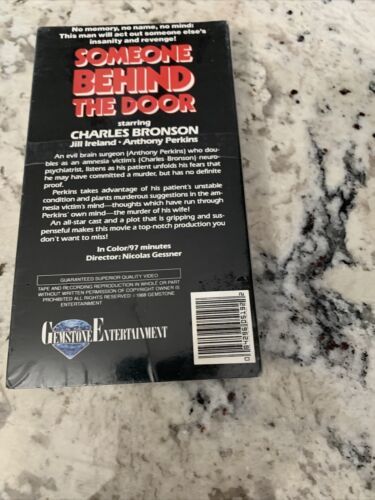 No memory, no name, no mind:
This man will act out someone else's
insanity and revenge!
SOMEONE
BEHIND
THE DOOR
starring
CHARLES BRONSON
Jill Ireland • Anthony Perkins
An evil brain surgeon (Anthony Perkins) who dou-
bles as an amnesia victim's (Charles Bronson) neuro-
psychiatrist, listens as his patient unfolds his fears that
he may have committed a murder, but has no definite
proof.
Perkins takes advantage of his patient's unstable
condition and plants murderous suggestions in the am-
nesia victim's mind—thoughts which have run through
Perkins' own mind—the murder of his wife!
An all-star cast and a plot that is gripping and sus-
penseful makes this movie a top-notch production you
don't want to miss!
In Color/97 minutes
Director: Nicolas Gessner
GUARANTEED SUPERIOR QUALITY VIDEO.
TAPE AND RECORDING REPRODUCTION IN WHOLE OR PART
WITHOUT WRITTEN PERMISSION OF COPYRIGHT OWNER IS
PROHIBITED ALL RIGHTS RESERVED! ©1988 GEMSTONE
ENTERTAINMENT.
GEMSTONE ENTERTAINMENT